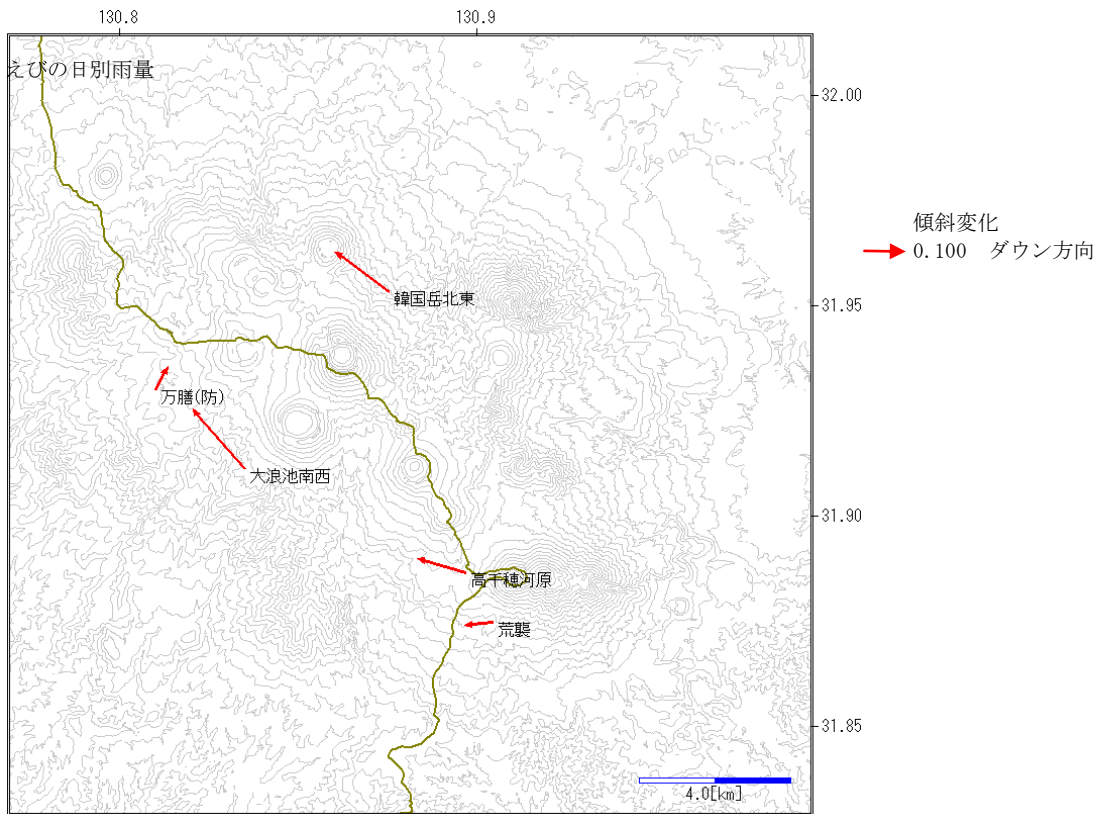 130.8
130.9
えびの日別雨量
32.00
傾斜変化
0.100 ダウン方向
韓国岳北東
31.95
万膳(防)
大浪池南西
31.90
高千穂河原
荒襲
31.85
4.0[km]